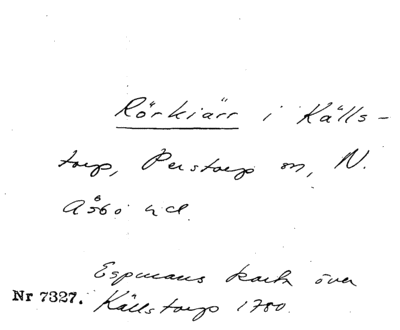 Rörkiärr i Källs-
torp, Perstorp sn, N.
Åsbo hd.
Espmans karta över
Nr 7327. Källstorp 1780.